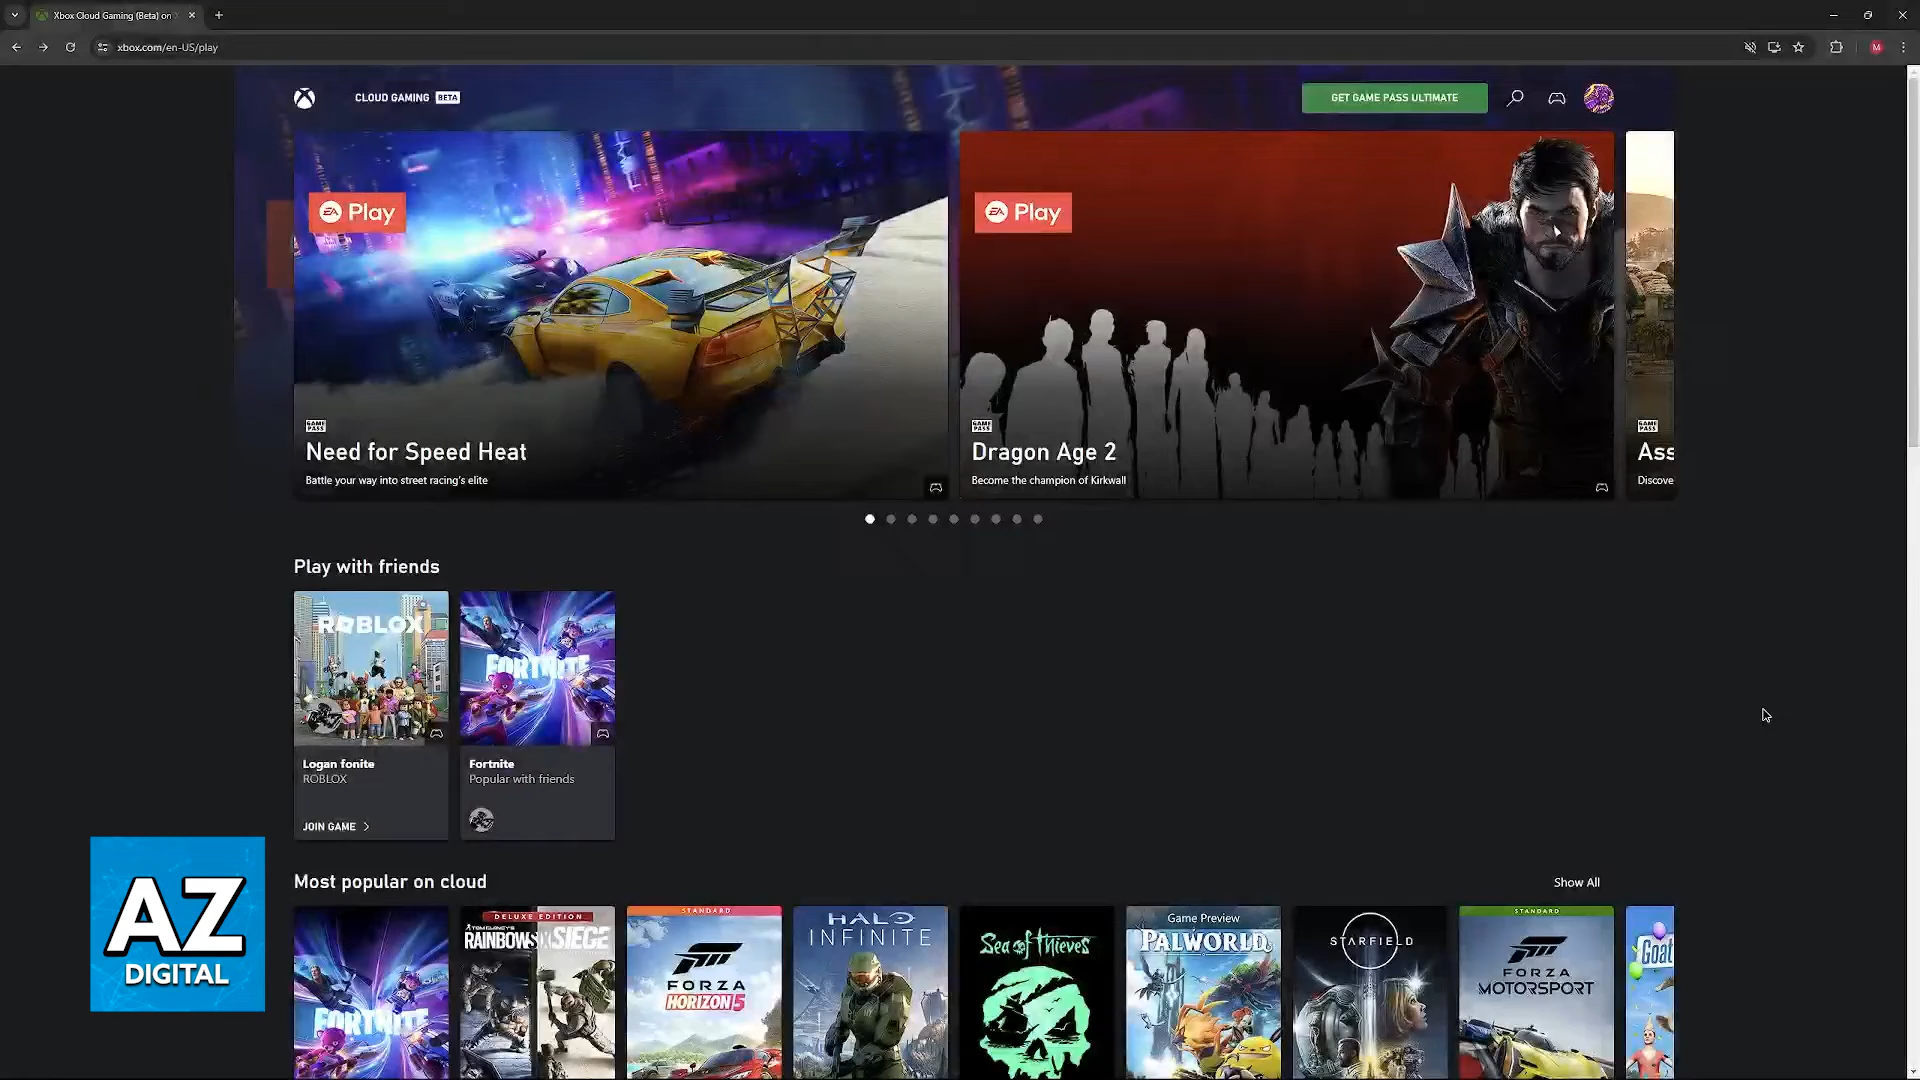 Xbox Cloud Gaming (Beta) on
xbox.com/en-US/play
M
CLOUD GAMING BETA
GET GAME PASS ULTIMATE
EA Play
GAME PASS
Need for Speed Heat
Battle your way into street racing's elite
EA Play
GAME PASS
Dragon Age 2
Become the champion of Kirkwall
GAME PASS
Ass
Discove
Play with friends
ROBLOX
Logan fonite
ROBLOX
JOIN GAME
FORTNITE
Fortnite
Popular with friends
Most popular on cloud
Show All
FORTNITE
DELUXE EDITION
TOM CLANCY'S
RAINBOW SIX SIEGE
STANDARD
FORZA
HORIZON 5
HALO
INFINITE
Sea of Thieves
Game Preview
PALWORLD
STARFIELD
STANDARD
FORZA
MOTORSPORT
Goat
AZ
DIGITAL